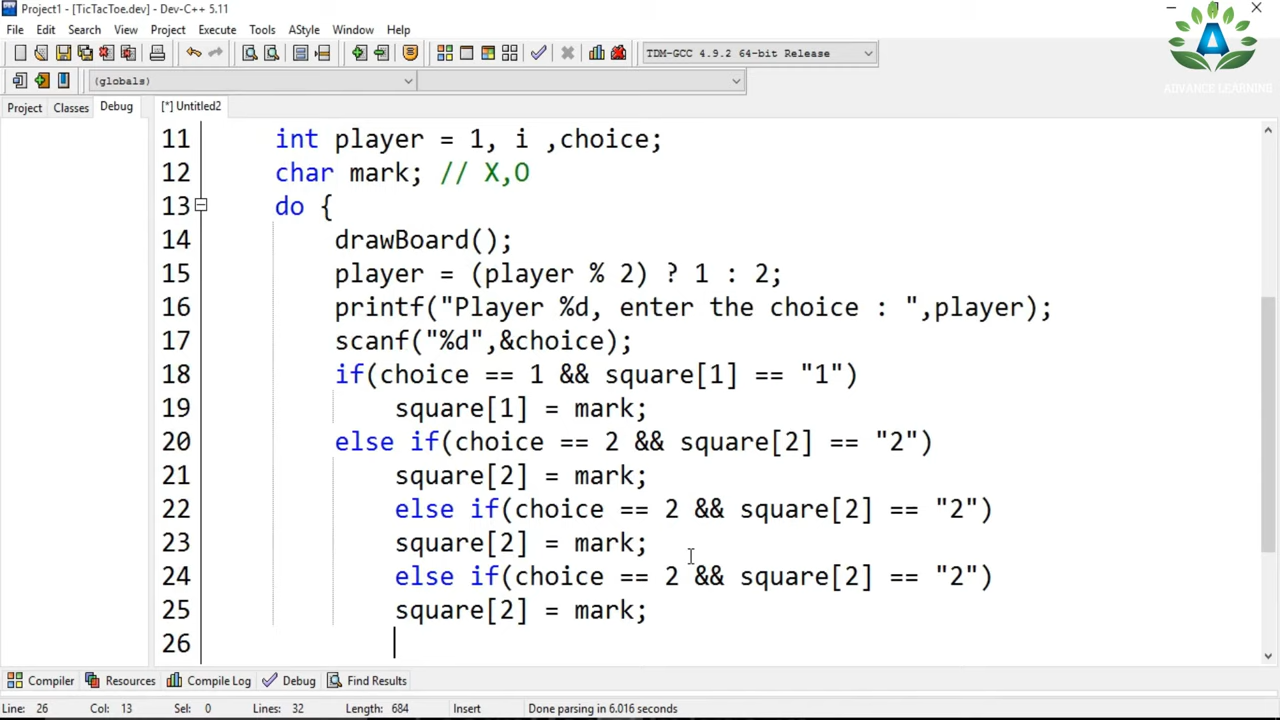 Project1 - [TicTacToe.dev] - Dev-C++ 5.11
File Edit Search View Project Execute Tools AStyle Window Help
TDM-GCC 4.9.2 64-bit Release
(globals)
ADVANCE LEARNING
Project Classes Debug [*] Untitled2
11 int player = 1, i ,choice;
12 char mark; // X,O
13 do {
14 drawBoard();
15 player = (player % 2) ? 1 : 2;
16 printf("Player %d, enter the choice : ",player);
17 scanf("%d",&choice);
18 if(choice == 1 && square[1] == "1")
19 square[1] = mark;
20 else if(choice == 2 && square[2] == "2")
21 square[2] = mark;
22 else if(choice == 2 && square[2] == "2")
23 square[2] = mark;
24 else if(choice == 2 && square[2] == "2")
25 square[2] = mark;
26
Compiler Resources Compile Log Debug Find Results
Line: 26 Col: 13 Sel: 0 Lines: 32 Length: 684 Insert Done parsing in 6.016 seconds